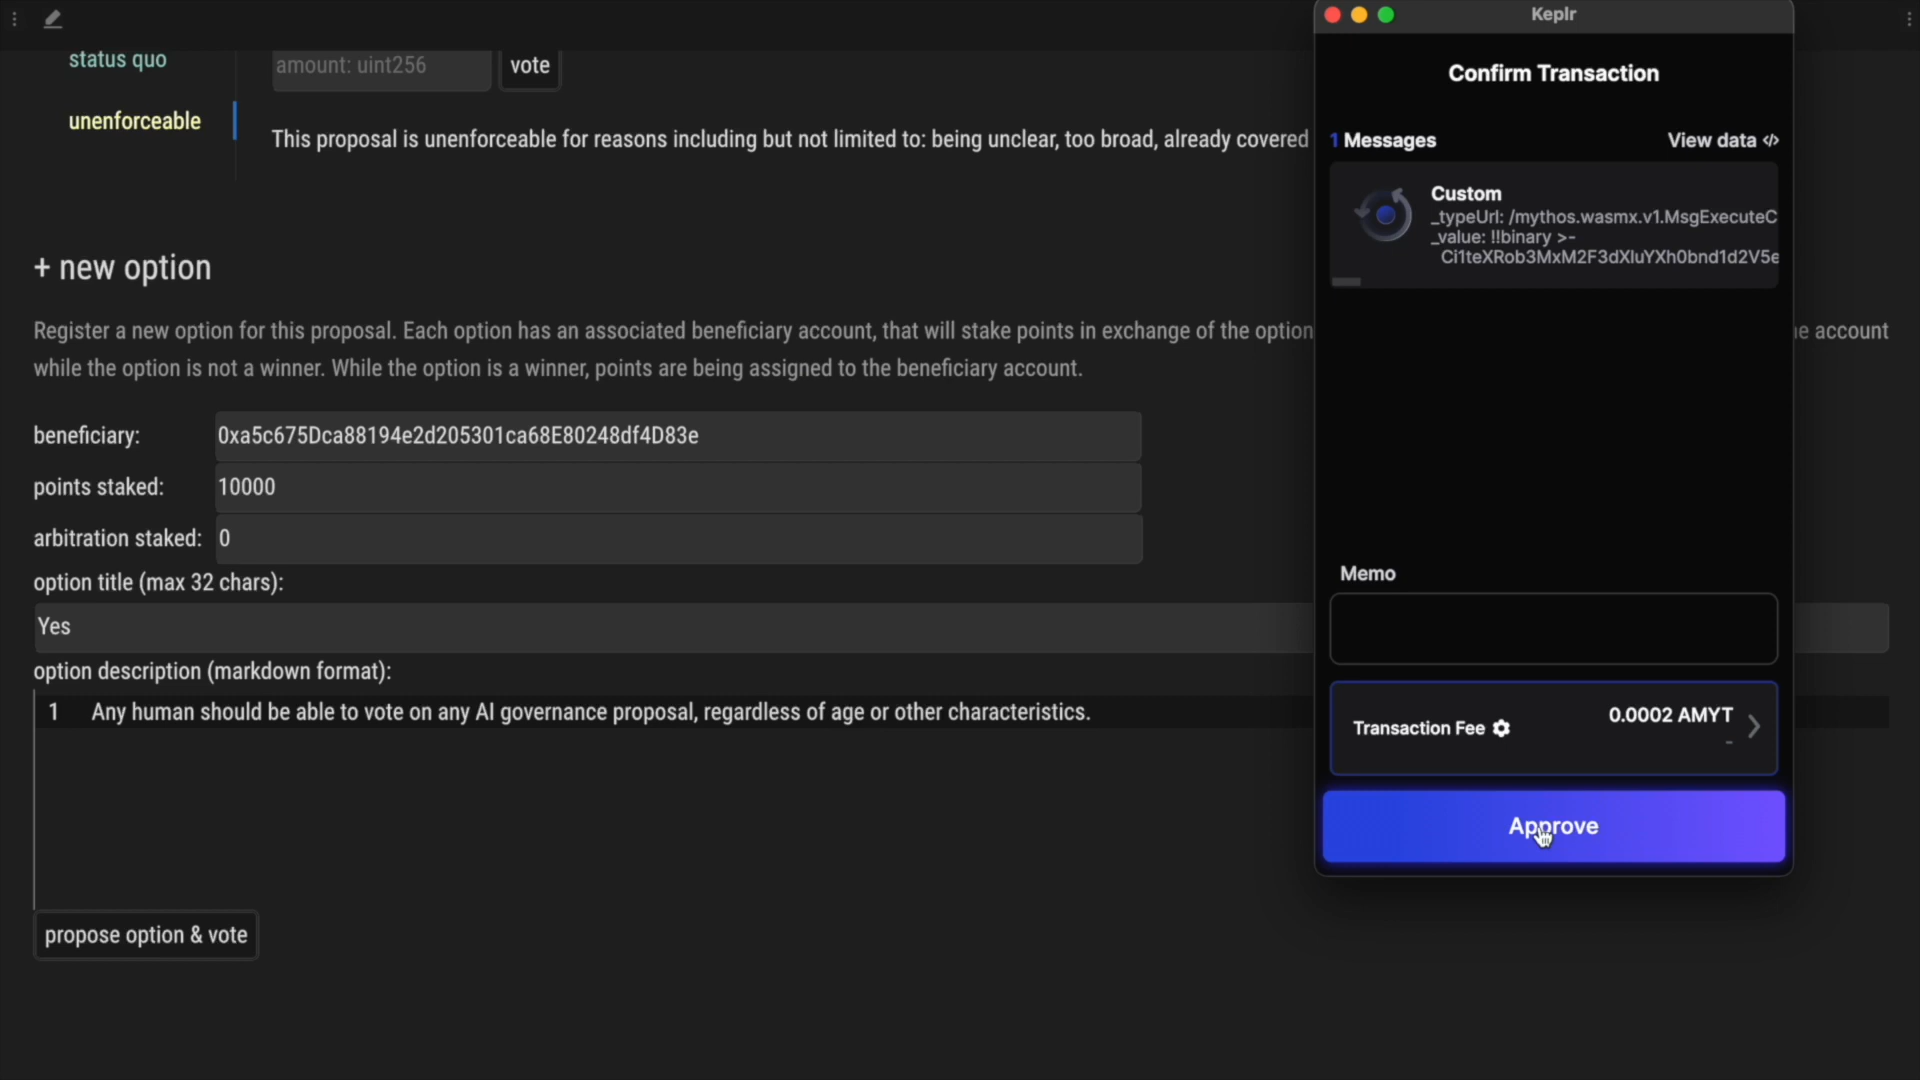 status quo
amount: uint256
vote
unenforceable
This proposal is unenforceable for reasons including but not limited to: being unclear, too broad, already covered
+ new option
Register a new option for this proposal. Each option has an associated beneficiary account, that will stake points in exchange of the option
account
while the option is not a winner. While the option is a winner, points are being assigned to the beneficiary account.
beneficiary:
0xa5c675Dca88194e2d205301ca68E80248df4D83e
points staked:
10000
arbitration staked:
0
option title (max 32 chars):
Yes
option description (markdown format):
1 Any human should be able to vote on any AI governance proposal, regardless of age or other characteristics.
propose option & vote
Keplr
Confirm Transaction
1 Messages
View data </>
Custom
_typeUrl: /mythos.wasmx.v1.MsgExecuteC
_value: !!binary >-
Ci1teXRob3MxM2F3dXIuYXh0bnd1d2V5e
Memo
Transaction Fee
0.0002 AMYT
-
Approve